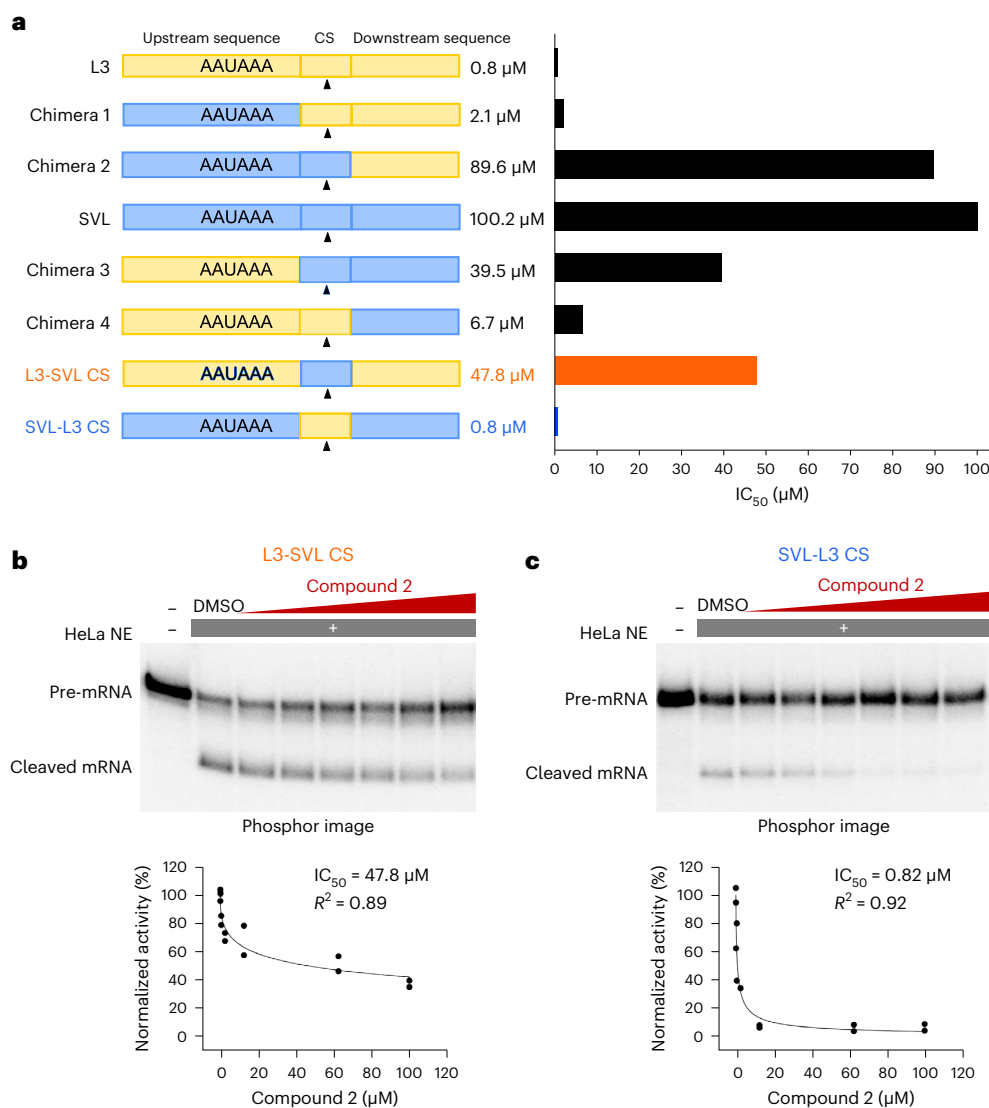 a
Upstream sequence CS Downstream sequence
L3 AAUAAA 0.8 µM
Chimera 1 AAUAAA 2.1 µM
Chimera 2 AAUAAA 89.6 µM
SVL AAUAAA 100.2 µM
Chimera 3 AAUAAA 39.5 µM
Chimera 4 AAUAAA 6.7 µM
L3-SVL CS AAUAAA 47.8 µM
SVL-L3 CS AAUAAA 0.8 µM
0 10 20 30 40 50 60 70 80 90 100
IC50 (µM)
b
L3-SVL CS
Compound 2
– DMSO
HeLa NE – +
Pre-mRNA
Cleaved mRNA
Phosphor image
IC50 = 47.8 µM
R2 = 0.89
Normalized activity (%)
120
100
80
60
40
20
0
0 20 40 60 80 100 120
Compound 2 (µM)
c
SVL-L3 CS
Compound 2
– DMSO
HeLa NE – +
Pre-mRNA
Cleaved mRNA
Phosphor image
IC50 = 0.82 µM
R2 = 0.92
Normalized activity (%)
120
100
80
60
40
20
0
0 20 40 60 80 100 120
Compound 2 (µM)